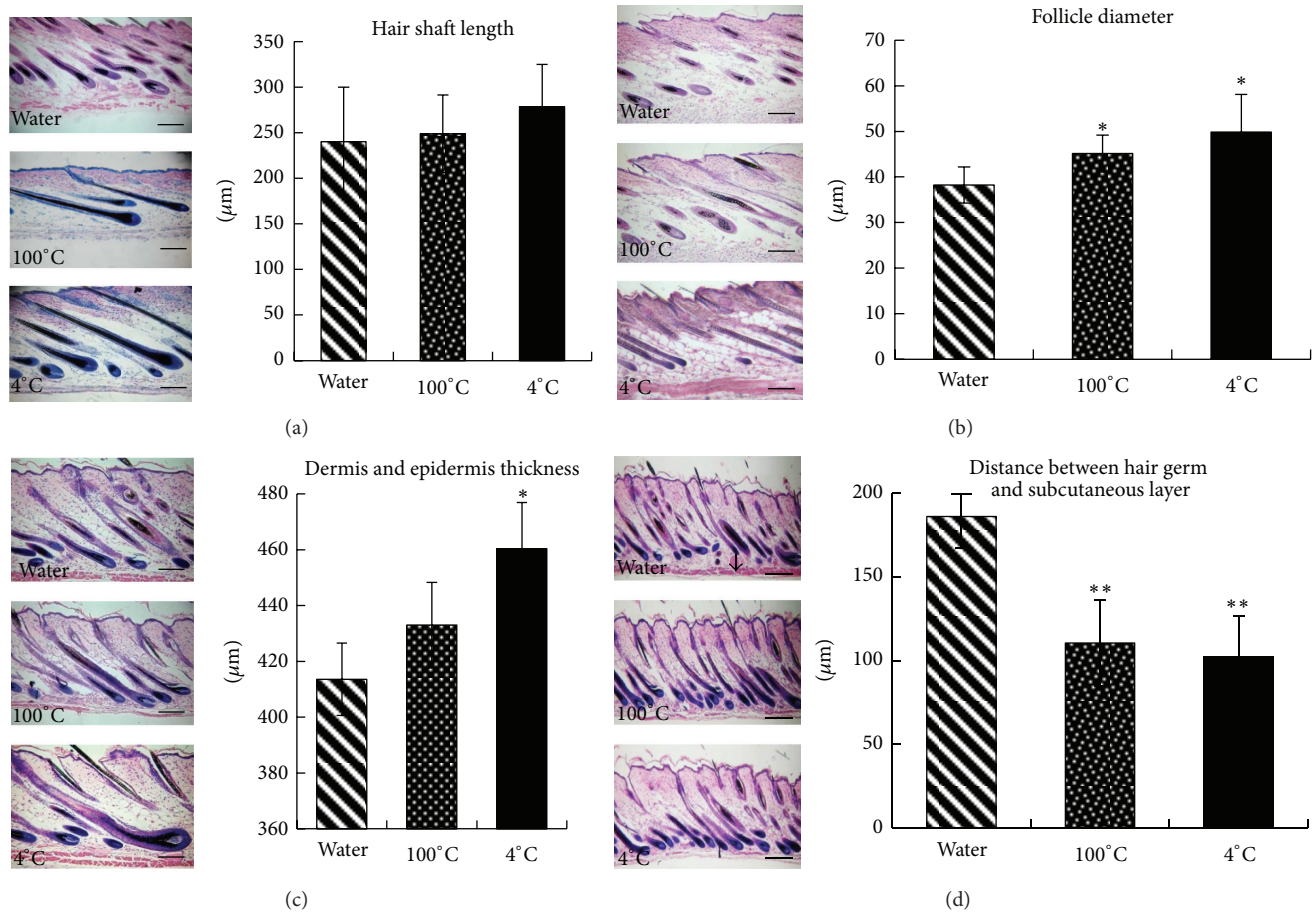 Water
100°C
4°C
Hair shaft length
350
300
250
200
150
100
50
0
(μm)
Water
100°C
4°C
(a)
Water
100°C
4°C
Follicle diameter
70
60
50
40
30
20
10
0
(μm)
*
*
Water
100°C
4°C
(b)
Water
100°C
4°C
Dermis and epidermis thickness
480
460
440
420
400
380
360
(μm)
*
Water
100°C
4°C
(c)
Water
100°C
4°C
Distance between hair germ
and subcutaneous layer
200
150
100
50
0
(μm)
**
**
Water
100°C
4°C
(d)